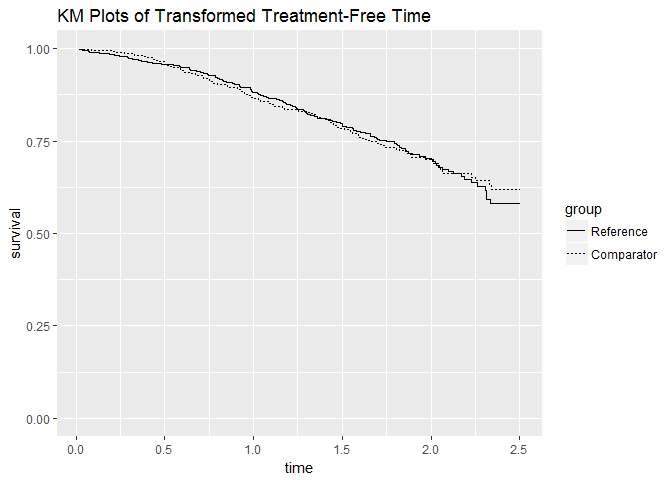 KM Plots of Transformed Treatment-Free Time
1.00
0.75
0.50
0.25
0.00
survival
0.0 0.5 1.0 1.5 2.0 2.5
time
group
Reference
Comparator